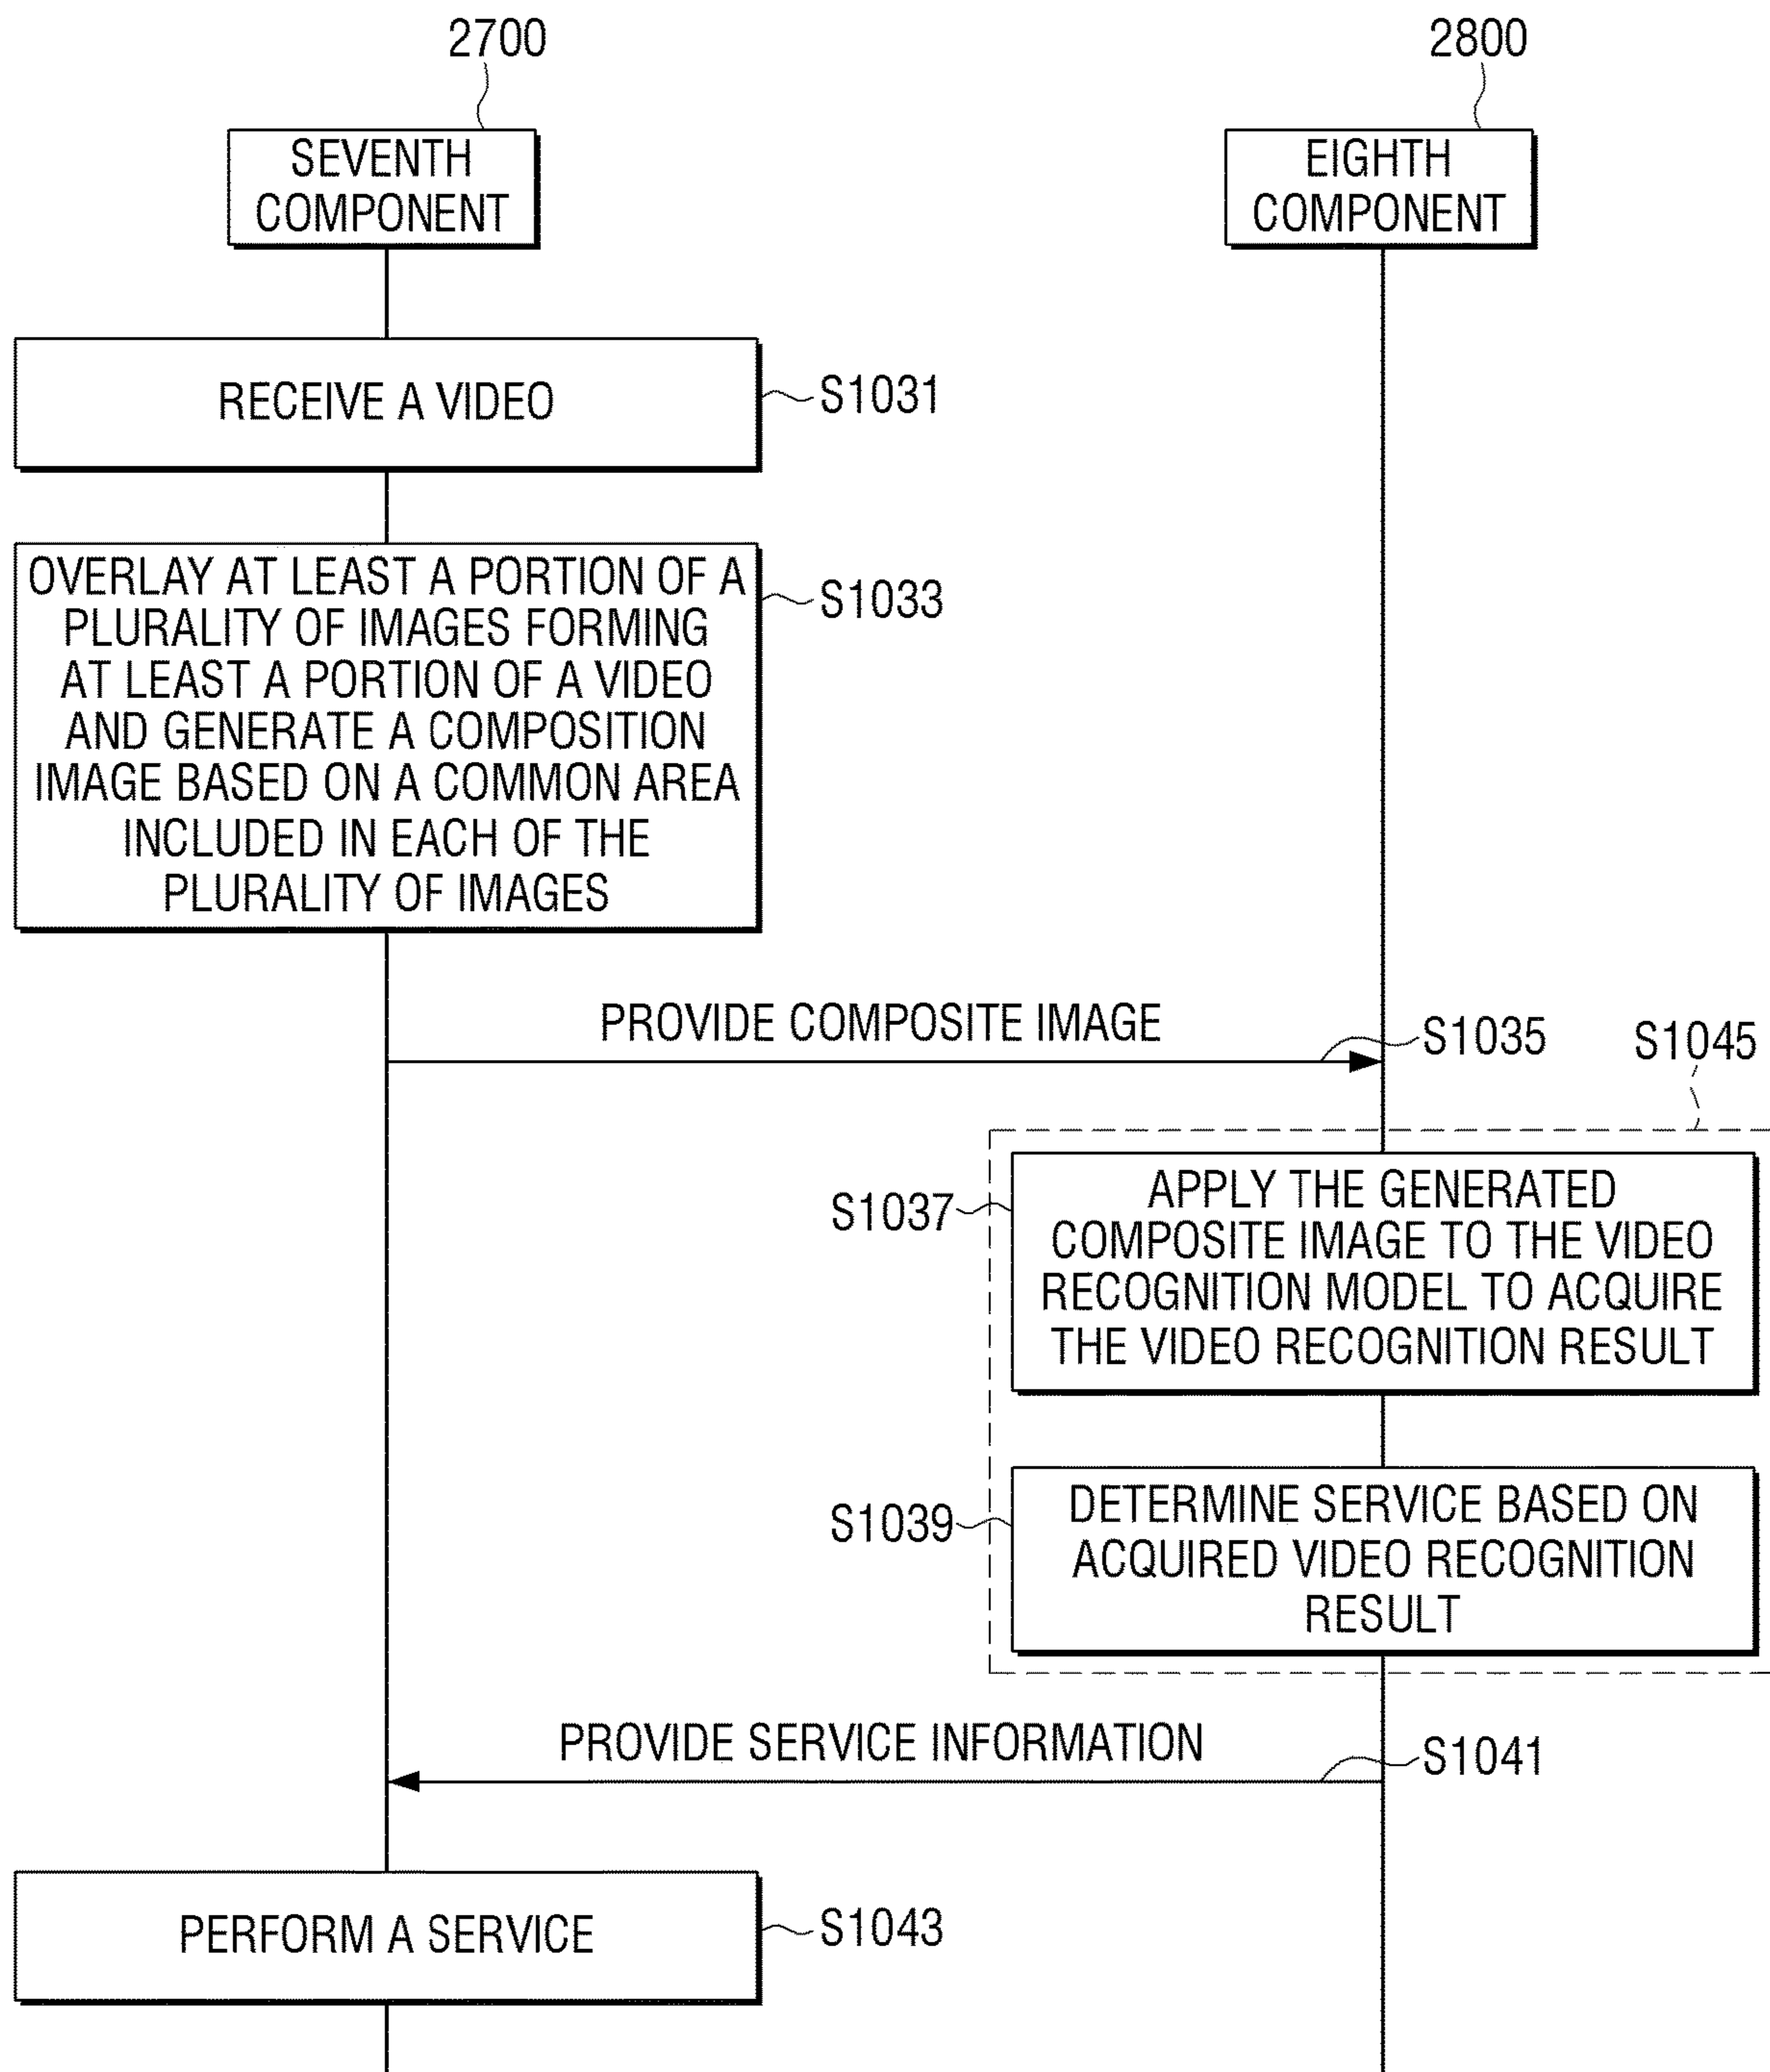 2700
2800
SEVENTH
COMPONENT
EIGHTH
COMPONENT
RECEIVE A VIDEO
S1031
OVERLAY AT LEAST A PORTION OF A
PLURALITY OF IMAGES FORMING
AT LEAST A PORTION OF A VIDEO
AND GENERATE A COMPOSITION
IMAGE BASED ON A COMMON AREA
INCLUDED IN EACH OF THE
PLURALITY OF IMAGES
S1033
PROVIDE COMPOSITE IMAGE
S1035
S1045
S1037
APPLY THE GENERATED
COMPOSITE IMAGE TO THE VIDEO
RECOGNITION MODEL TO ACQUIRE
THE VIDEO RECOGNITION RESULT
S1039
DETERMINE SERVICE BASED ON
ACQUIRED VIDEO RECOGNITION
RESULT
PROVIDE SERVICE INFORMATION
S1041
PERFORM A SERVICE
S1043